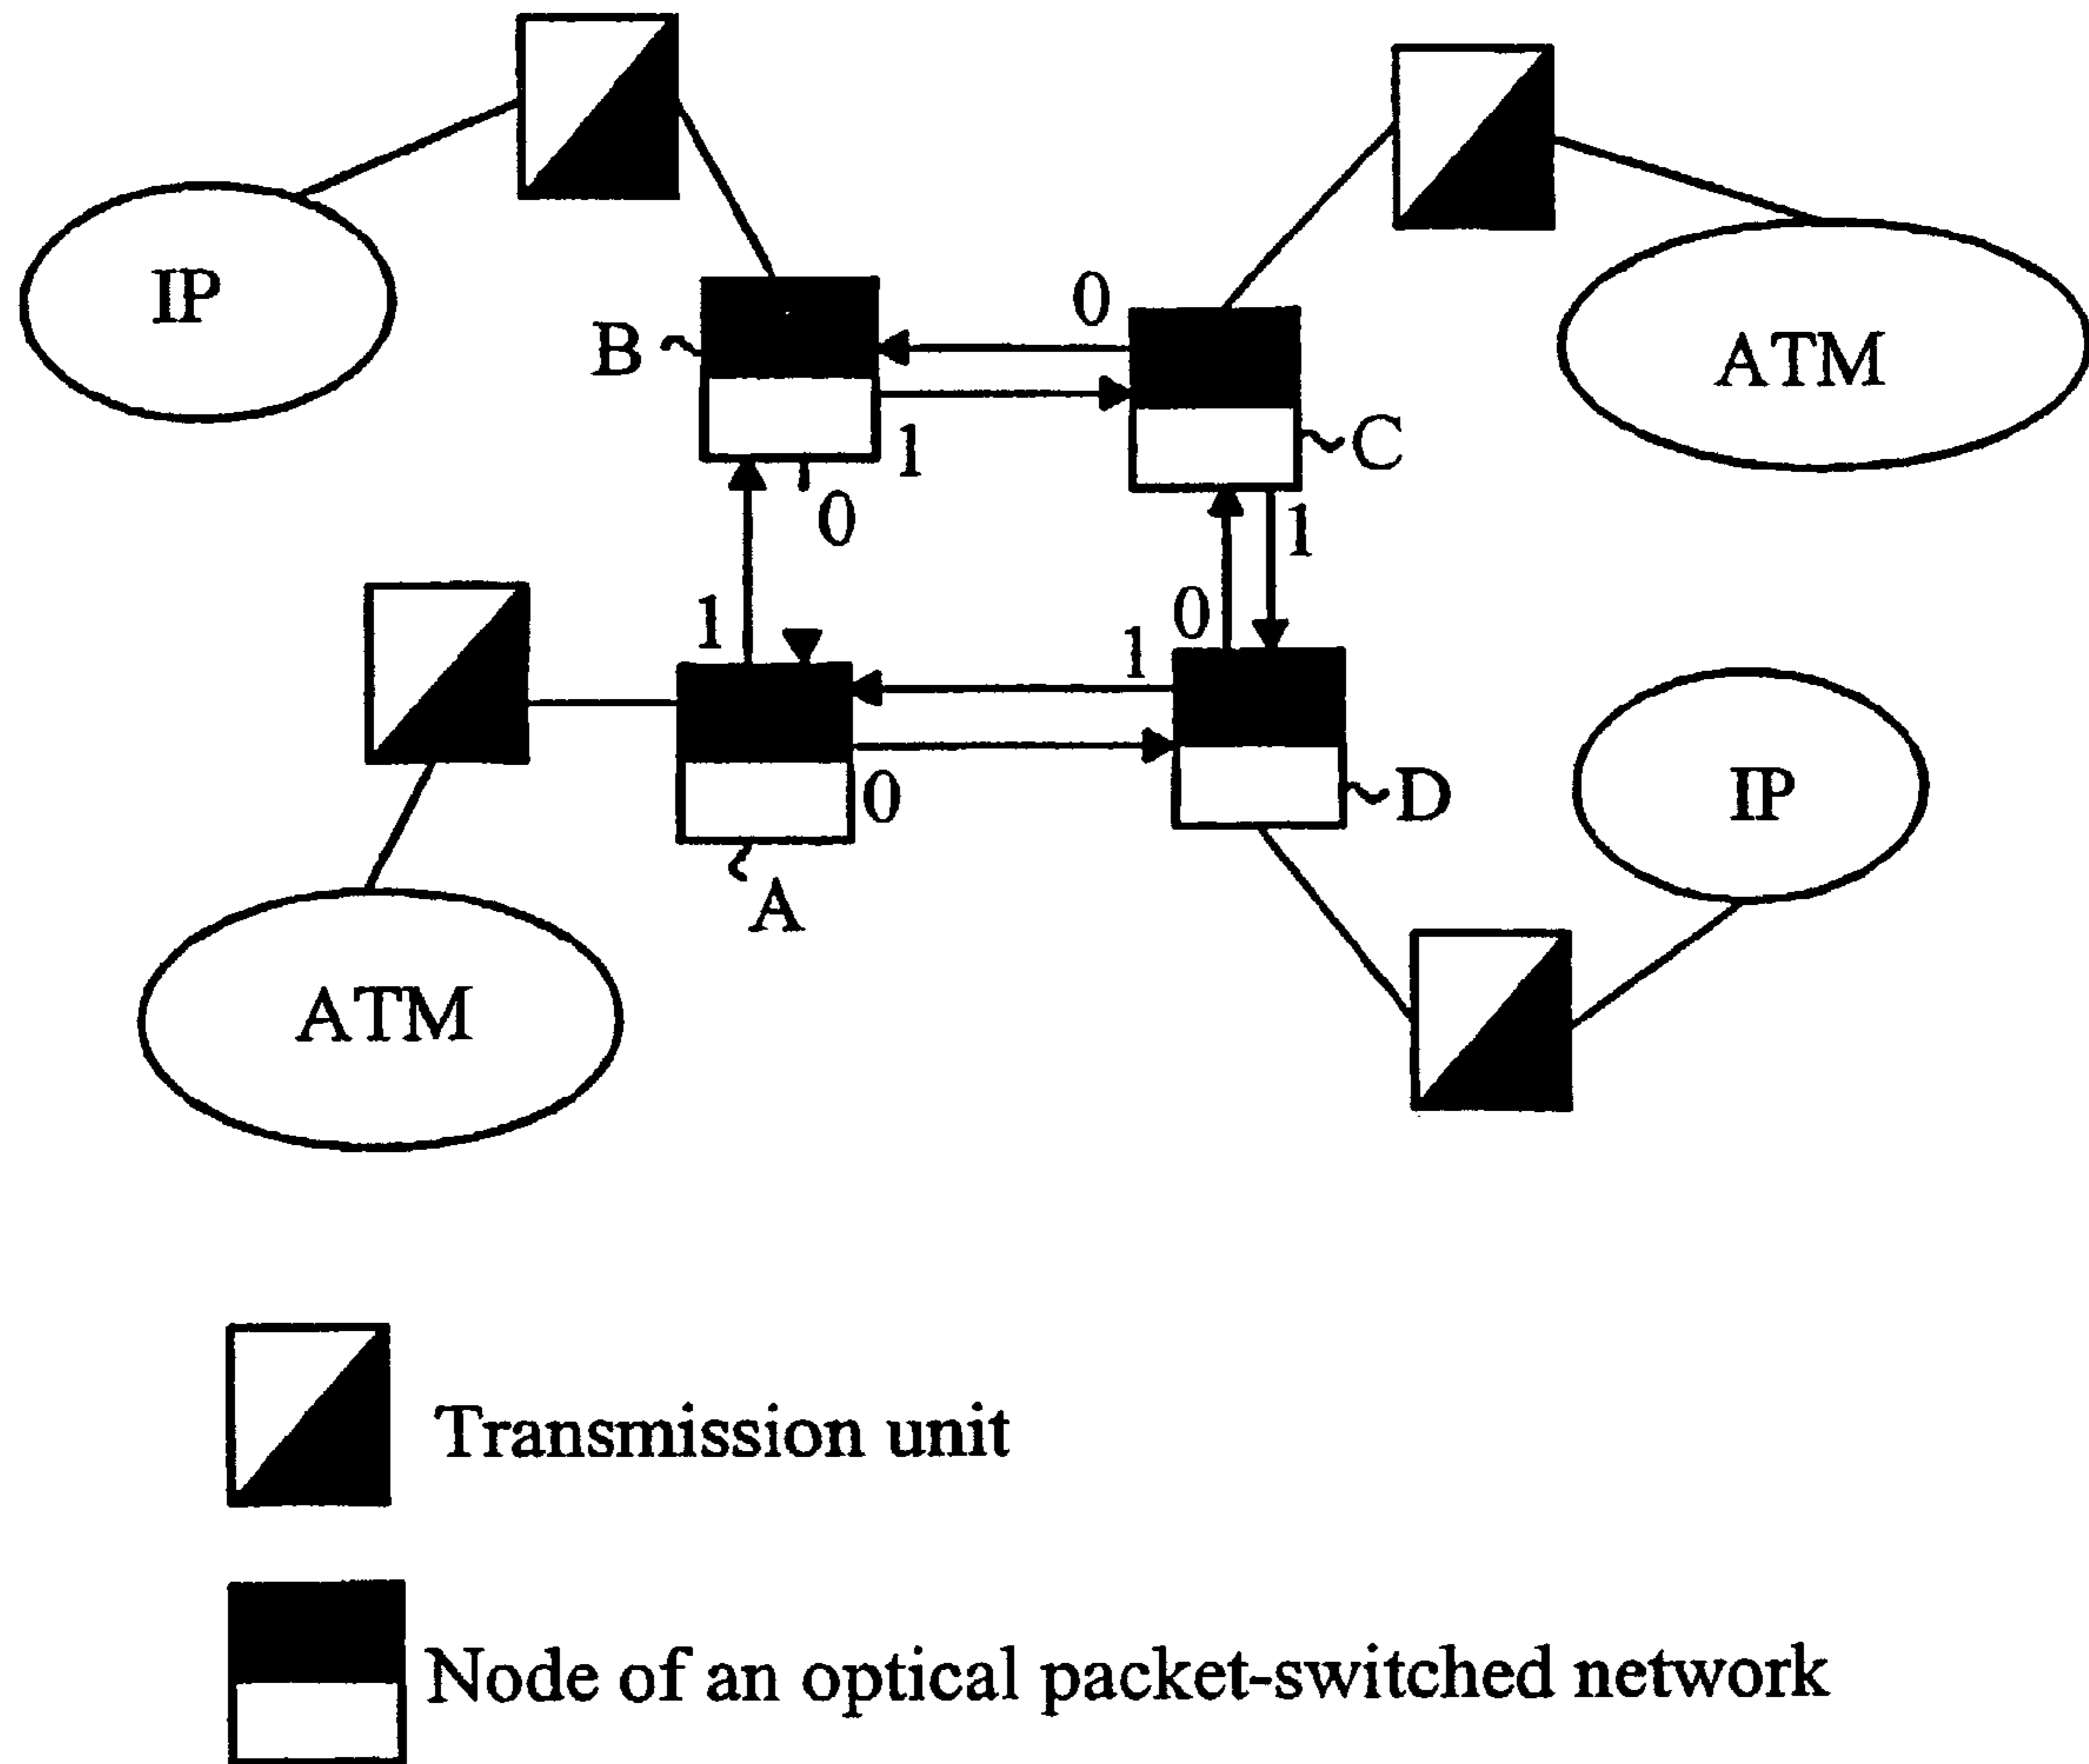 IP
ATM
B
0
1
C
0
1
1
0
1
0
D
IP
A
ATM
Transmission unit
Node of an optical packet-switched network